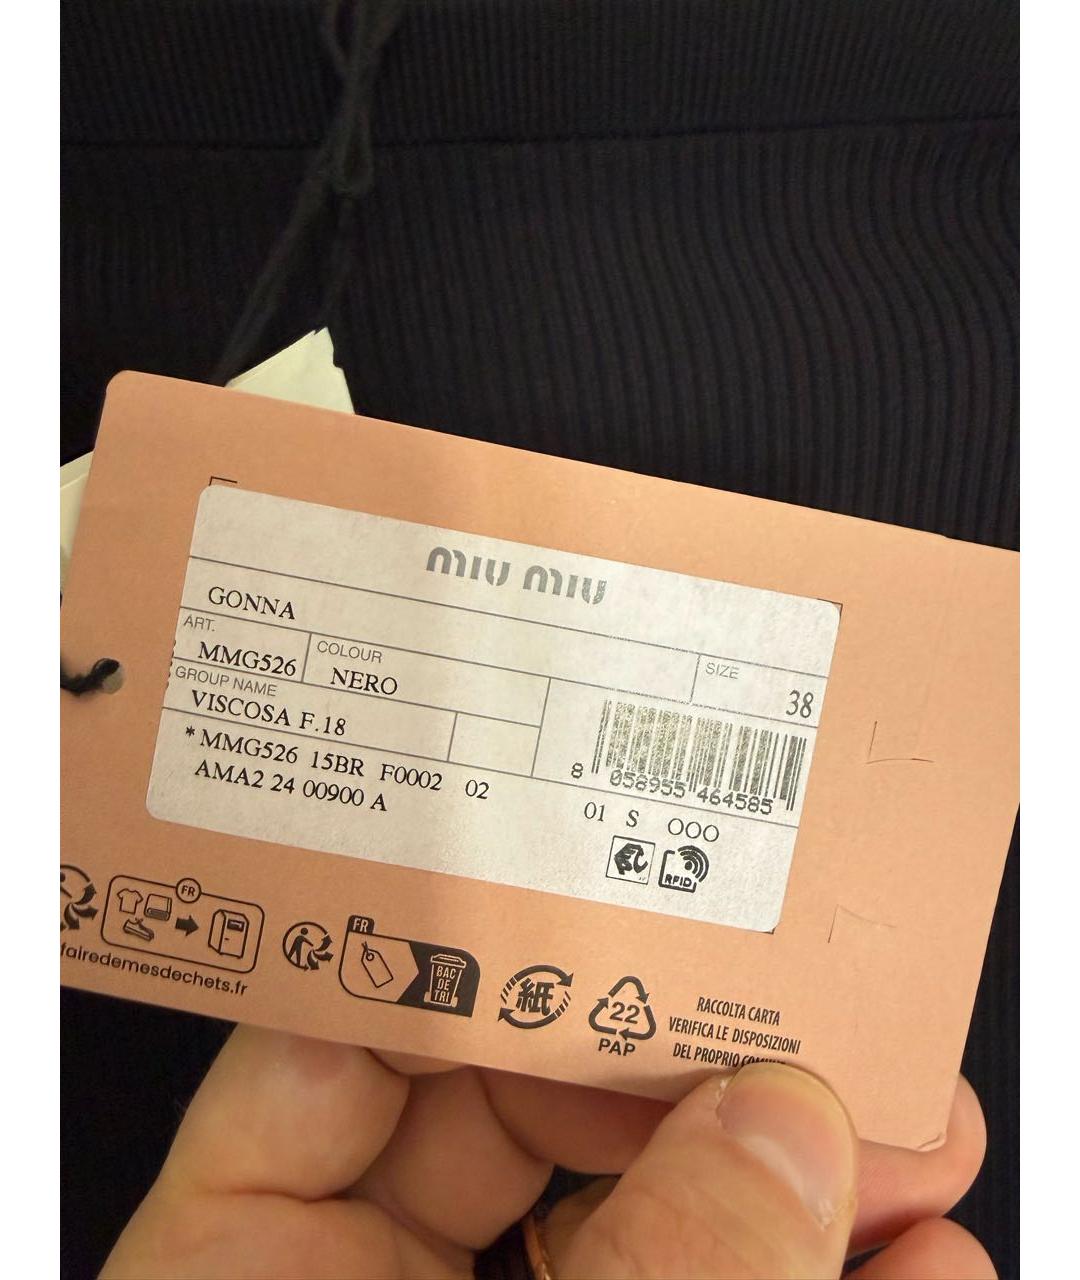 miu miu
GONNA
ART.
MMG526
COLOUR
NERO
SIZE
38
GROUP NAME
VISCOSA F.18
* MMG526 15BR F0002 02
AMA2 24 00900 A
8 058955 464585
01 S OOO
RFID
FR
fairedemesdechets.fr
FR
BAC
DE
TRI
紙
22
PAP
RACCOLTA CARTA
VERIFICA LE DISPOSIZIONI
DEL PROPRIO COMUNE